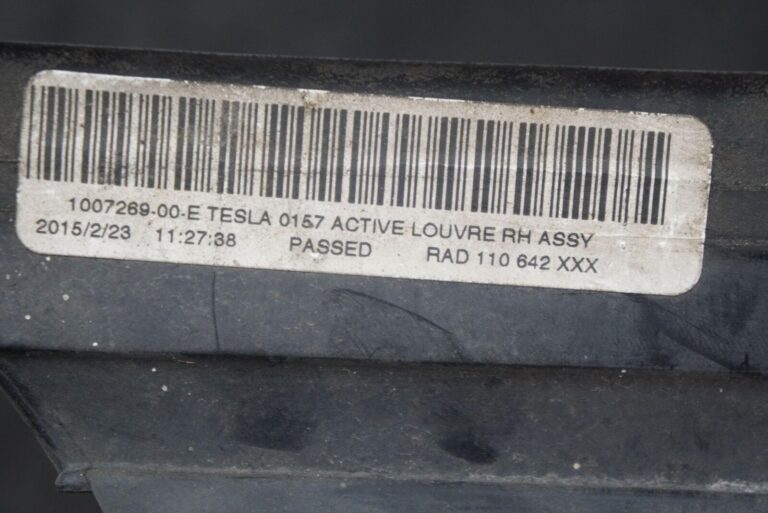 1007269-00-E TESLA 0157 ACTIVE LOUVRE RH ASSY
2015/2/23 11:27:38 PASSED RAD 110 642 XXX